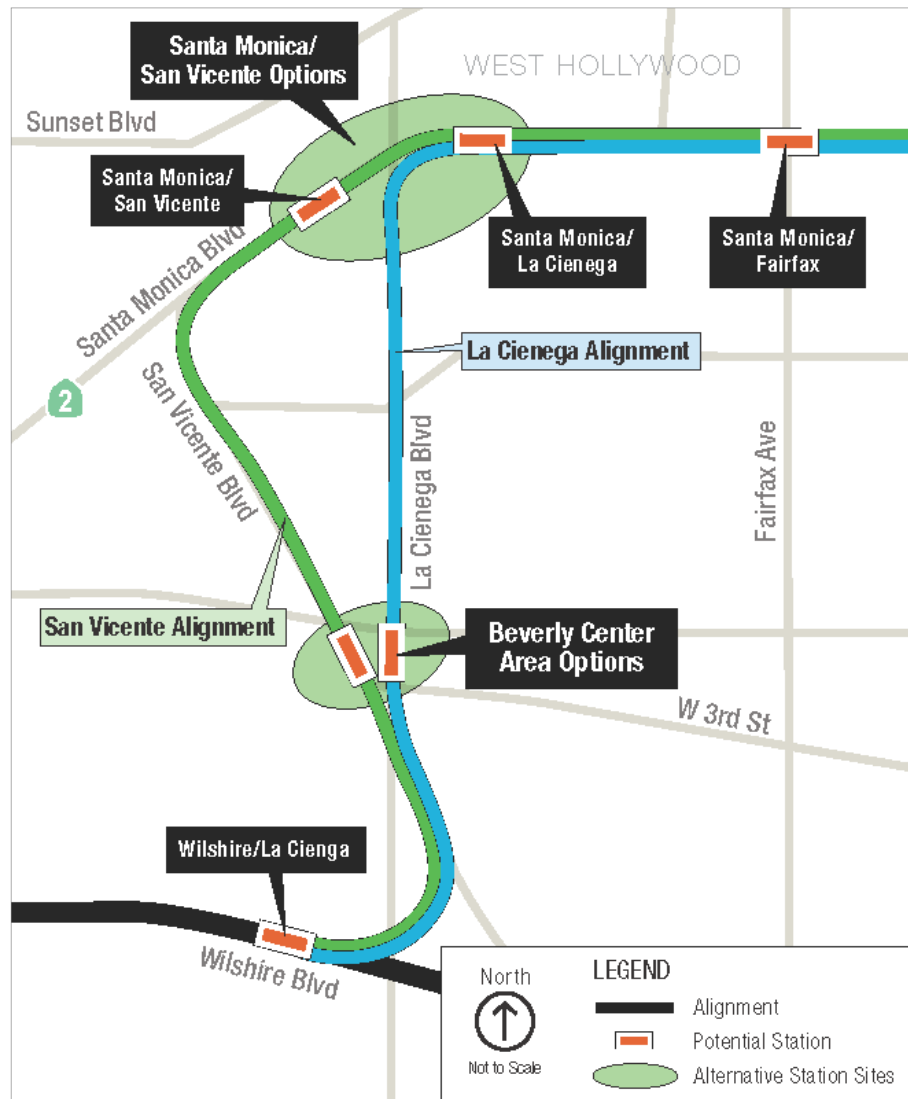 Santa Monica/
San Vicente Options
WEST HOLLYWOOD
Sunset Blvd
Santa Monica/
San Vicente
Santa Monica/
La Cienega
Santa Monica/
Fairfax
Santa Monica Blvd
La Cienega Alignment
2
San Vicente Blvd
La Cienega Blvd
Fairfax Ave
San Vicente Alignment
Beverly Center
Area Options
W 3rd St
Wilshire/La Cienga
Wilshire Blvd
North
Not to Scale
LEGEND
Alignment
Potential Station
Alternative Station Sites